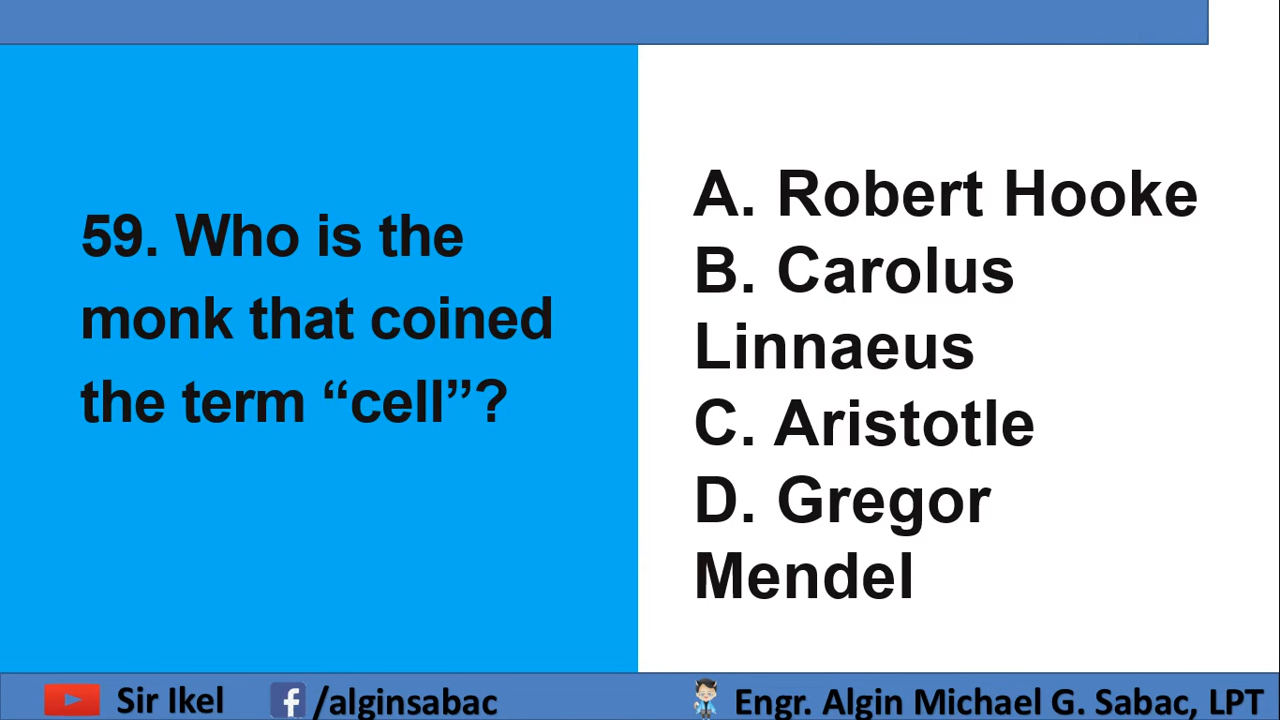 59. Who is the
monk that coined
the term “cell”?
A. Robert Hooke
B. Carolus
Linnaeus
C. Aristotle
D. Gregor
Mendel
Sir Ikel
/alginsabac
Engr. Algin Michael G. Sabac, LPT